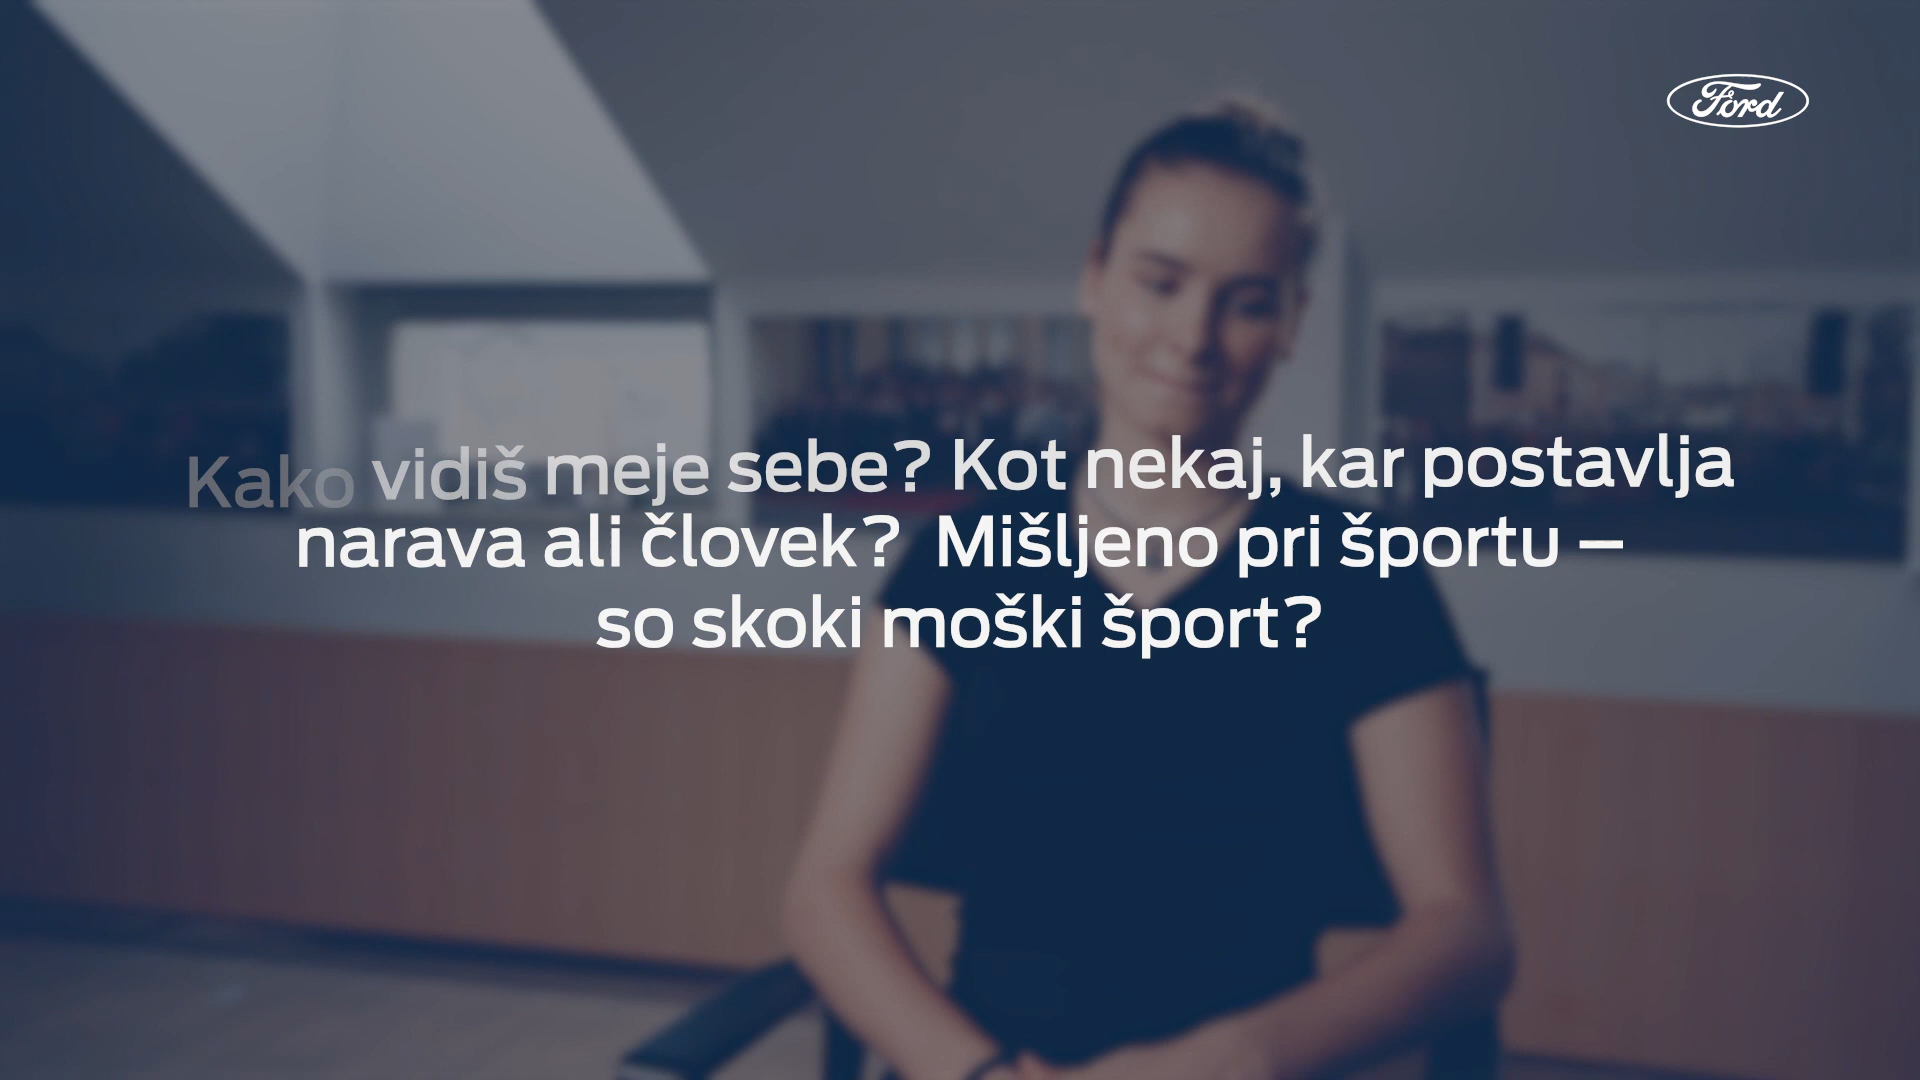 Ford
Kako vidiš meje sebe? Kot nekaj, kar postavlja
narava ali človek?  Mišljeno pri športu –
so skoki moški šport?